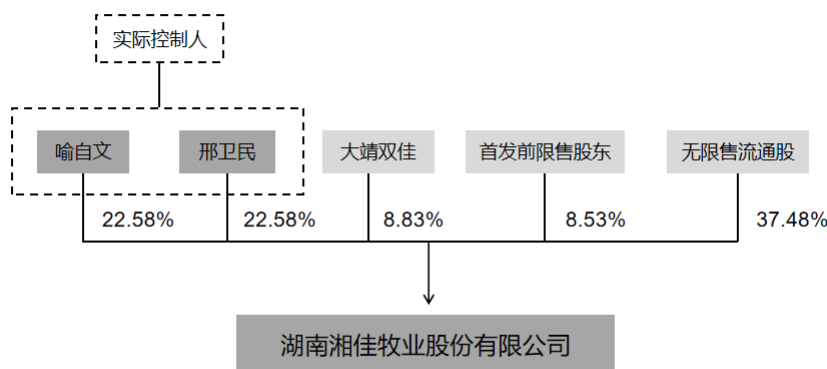 实际控制人
喻自文
邢卫民
大靖双佳
首发前限售股东
无限售流通股
22.58%
22.58%
8.83%
8.53%
37.48%
湖南湘佳牧业股份有限公司